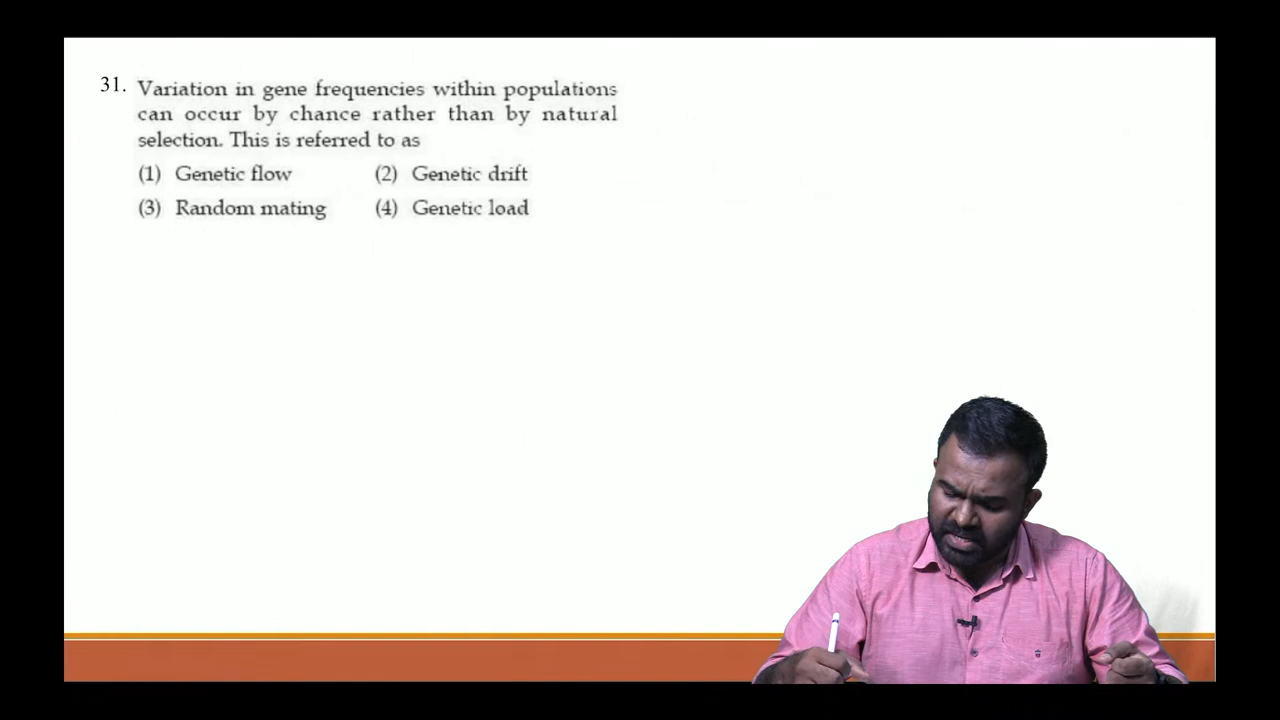 31. Variation in gene frequencies within populations
can occur by chance rather than by natural
selection. This is referred to as
(1) Genetic flow (2) Genetic drift
(3) Random mating (4) Genetic load